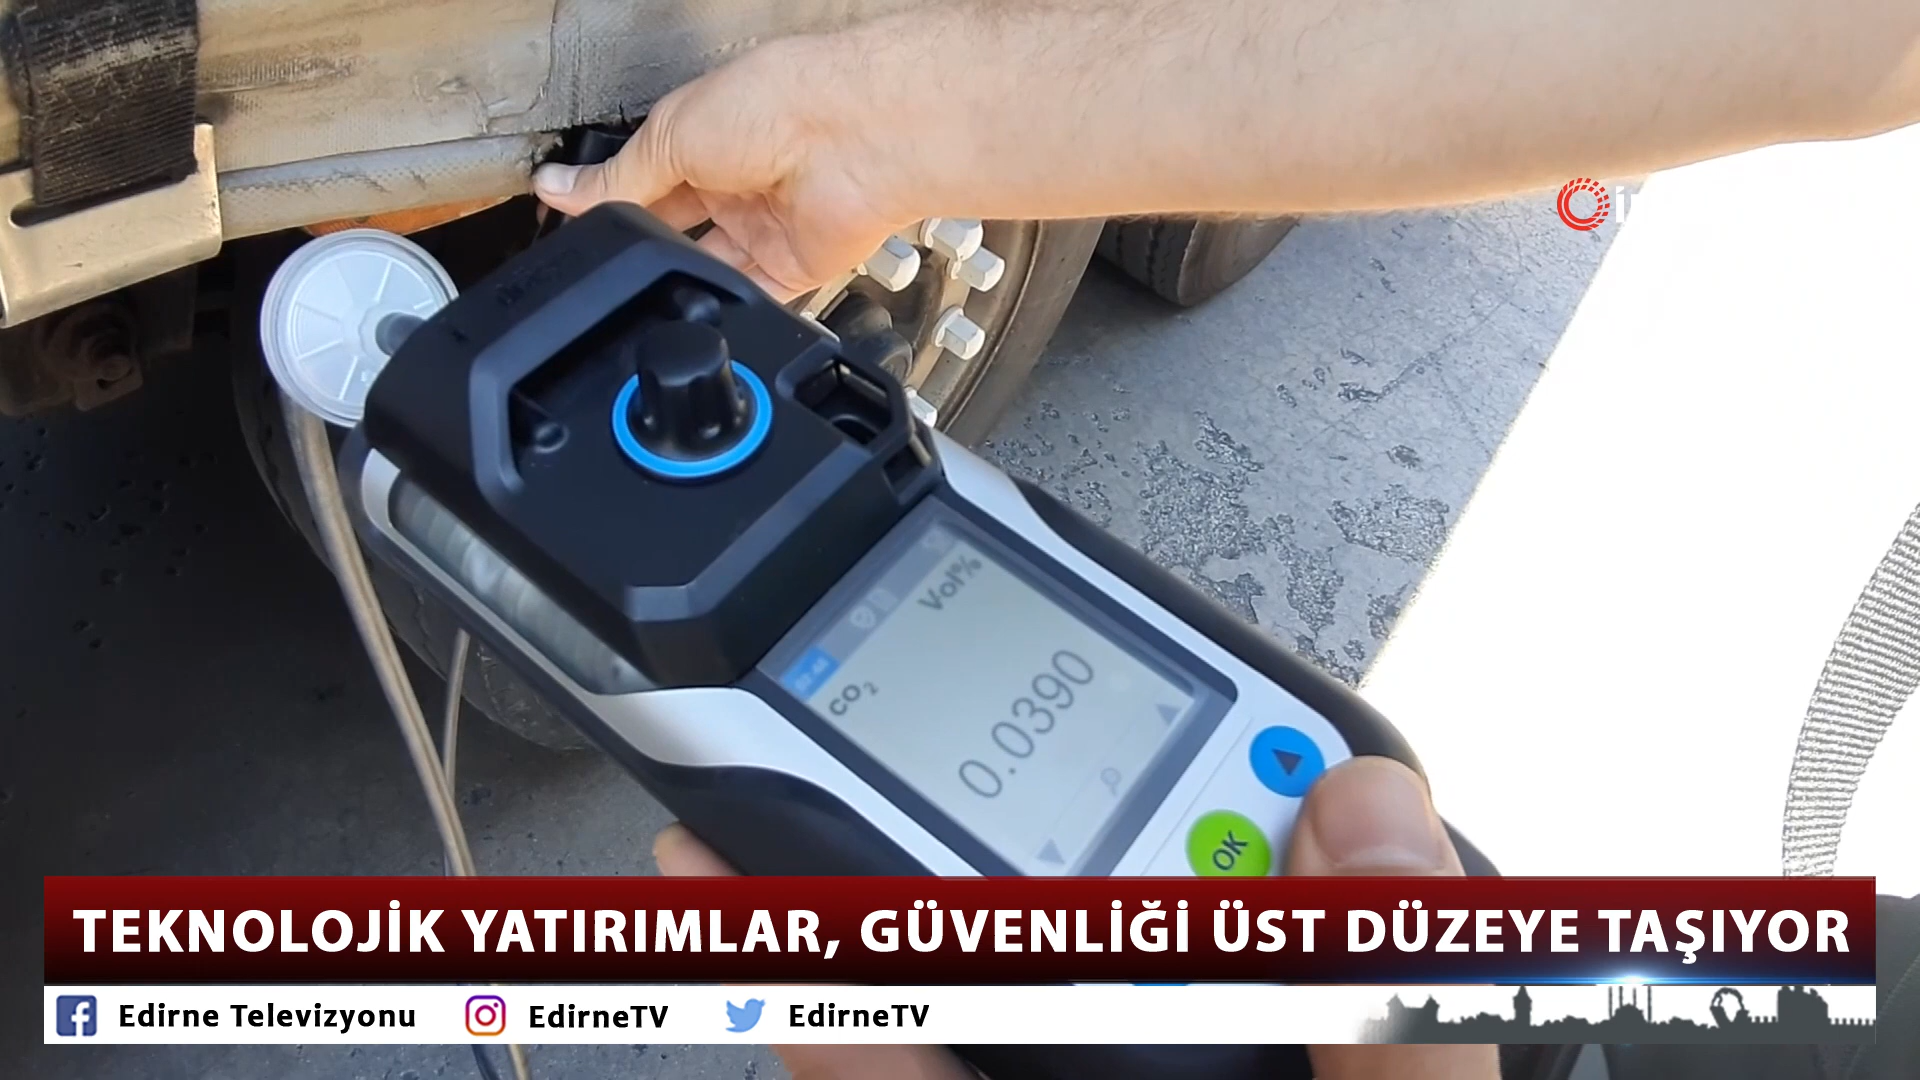 Vol%
CO₂
0.0390
OK
TEKNOLOJİK YATIRIMLAR, GÜVENLİĞİ ÜST DÜZEYE TAŞIYOR
Edirne Televizyonu EdirneTV EdirneTV